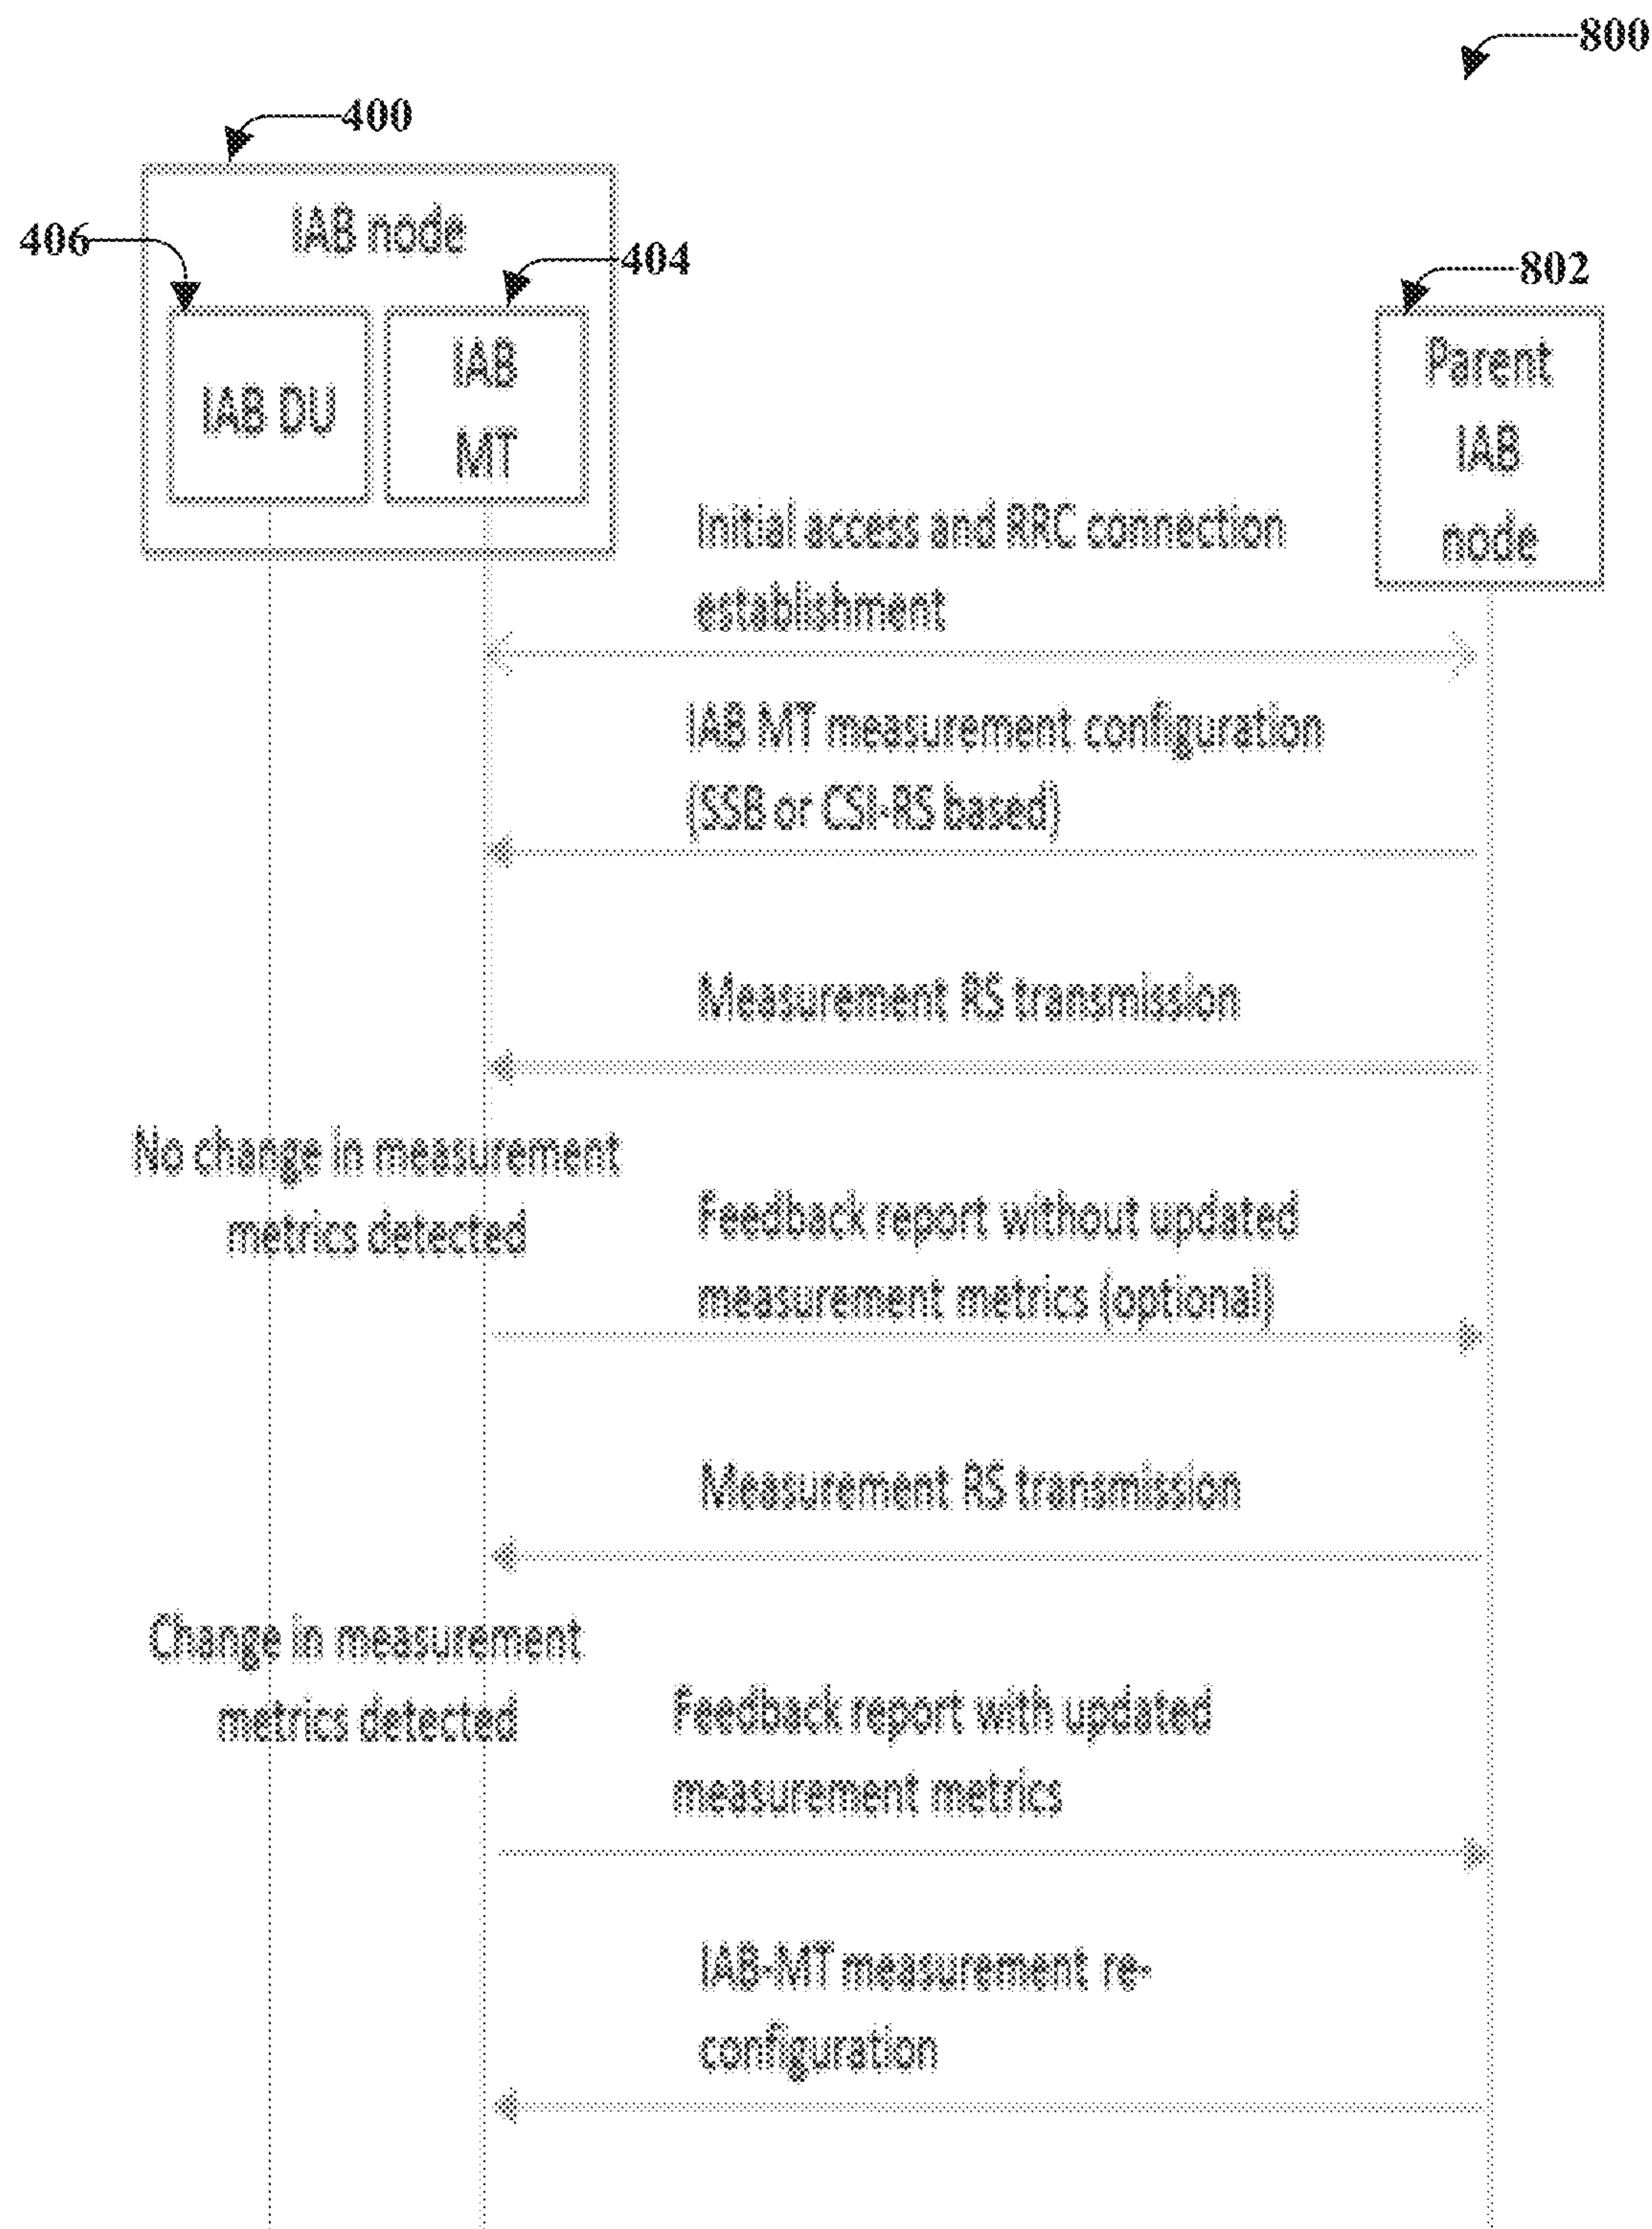 800
400
IAB node
406
404
802
IAB DU
IAB
MT
Parent
IAB
node
Initial access and RRC connection
establishment
IAB MT measurement configuration
(SSB or CSI-RS based)
Measurement RS transmission
No change in measurement
metrics detected
Feedback report without updated
measurement metrics (optional)
Measurement RS transmission
Change in measurement
metrics detected
Feedback report with updated
measurement metrics
IAB-MT measurement re-
configuration